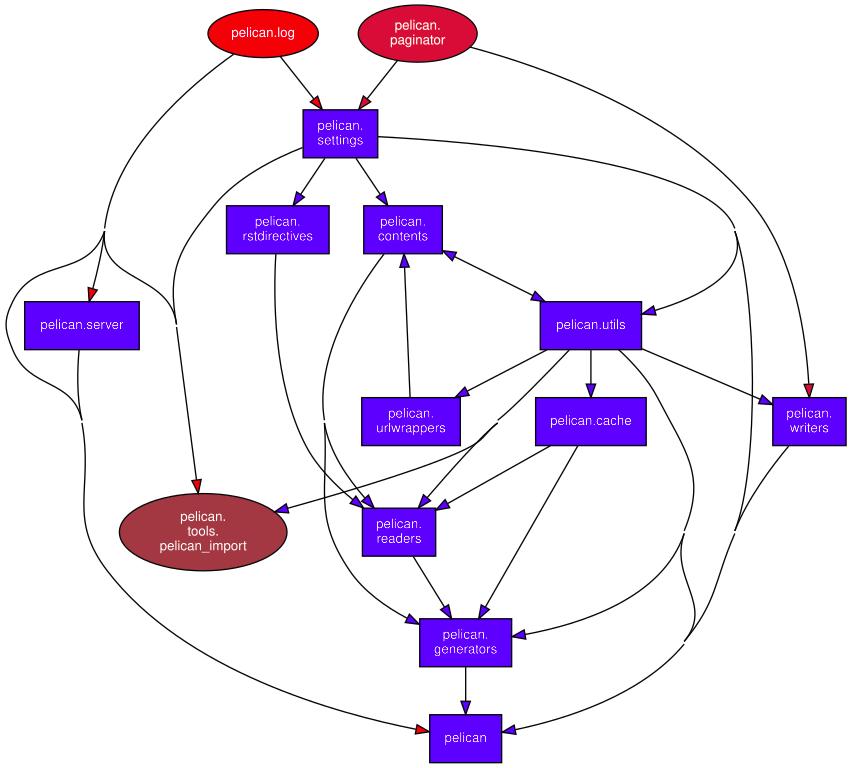 pelican.log
pelican.
paginator
pelican.
settings
pelican.
rstdirectives
pelican.
contents
pelican.server
pelican.utils
pelican.
urlwrappers
pelican.cache
pelican.
writers
pelican.
tools.
pelican_import
pelican.
readers
pelican.
generators
pelican